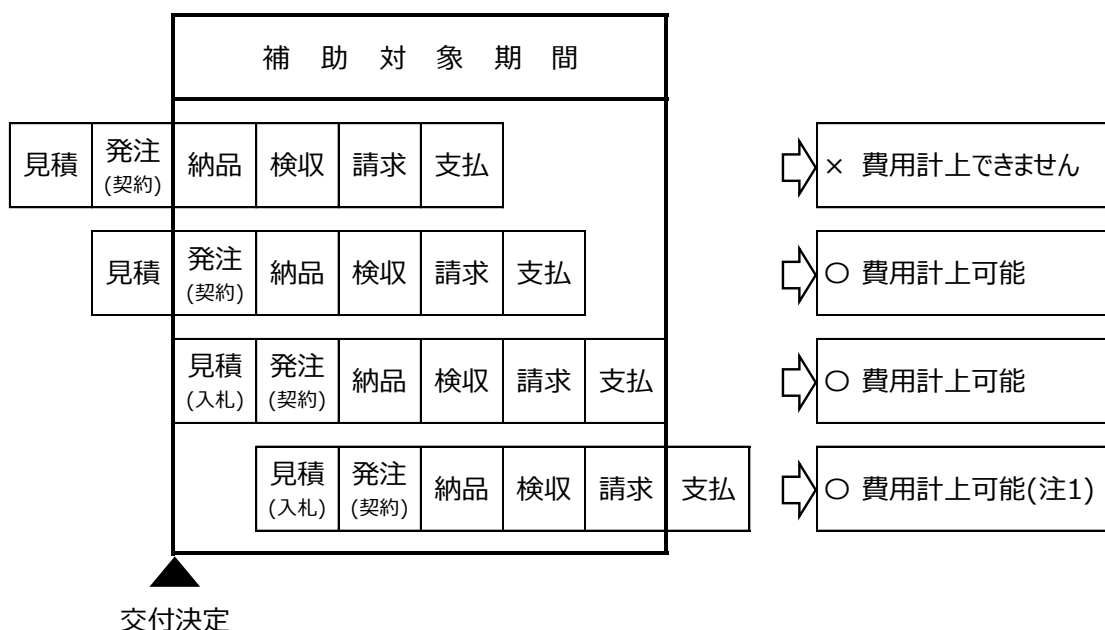 補助対象期間
見積 発注(契約) 納品 検収 請求 支払 × 費用計上できません
見積 発注(契約) 納品 検収 請求 支払 〇 費用計上可能
見積(入札) 発注(契約) 納品 検収 請求 支払 〇 費用計上可能
見積(入札) 発注(契約) 納品 検収 請求 支払 〇 費用計上可能(注1)
交付決定